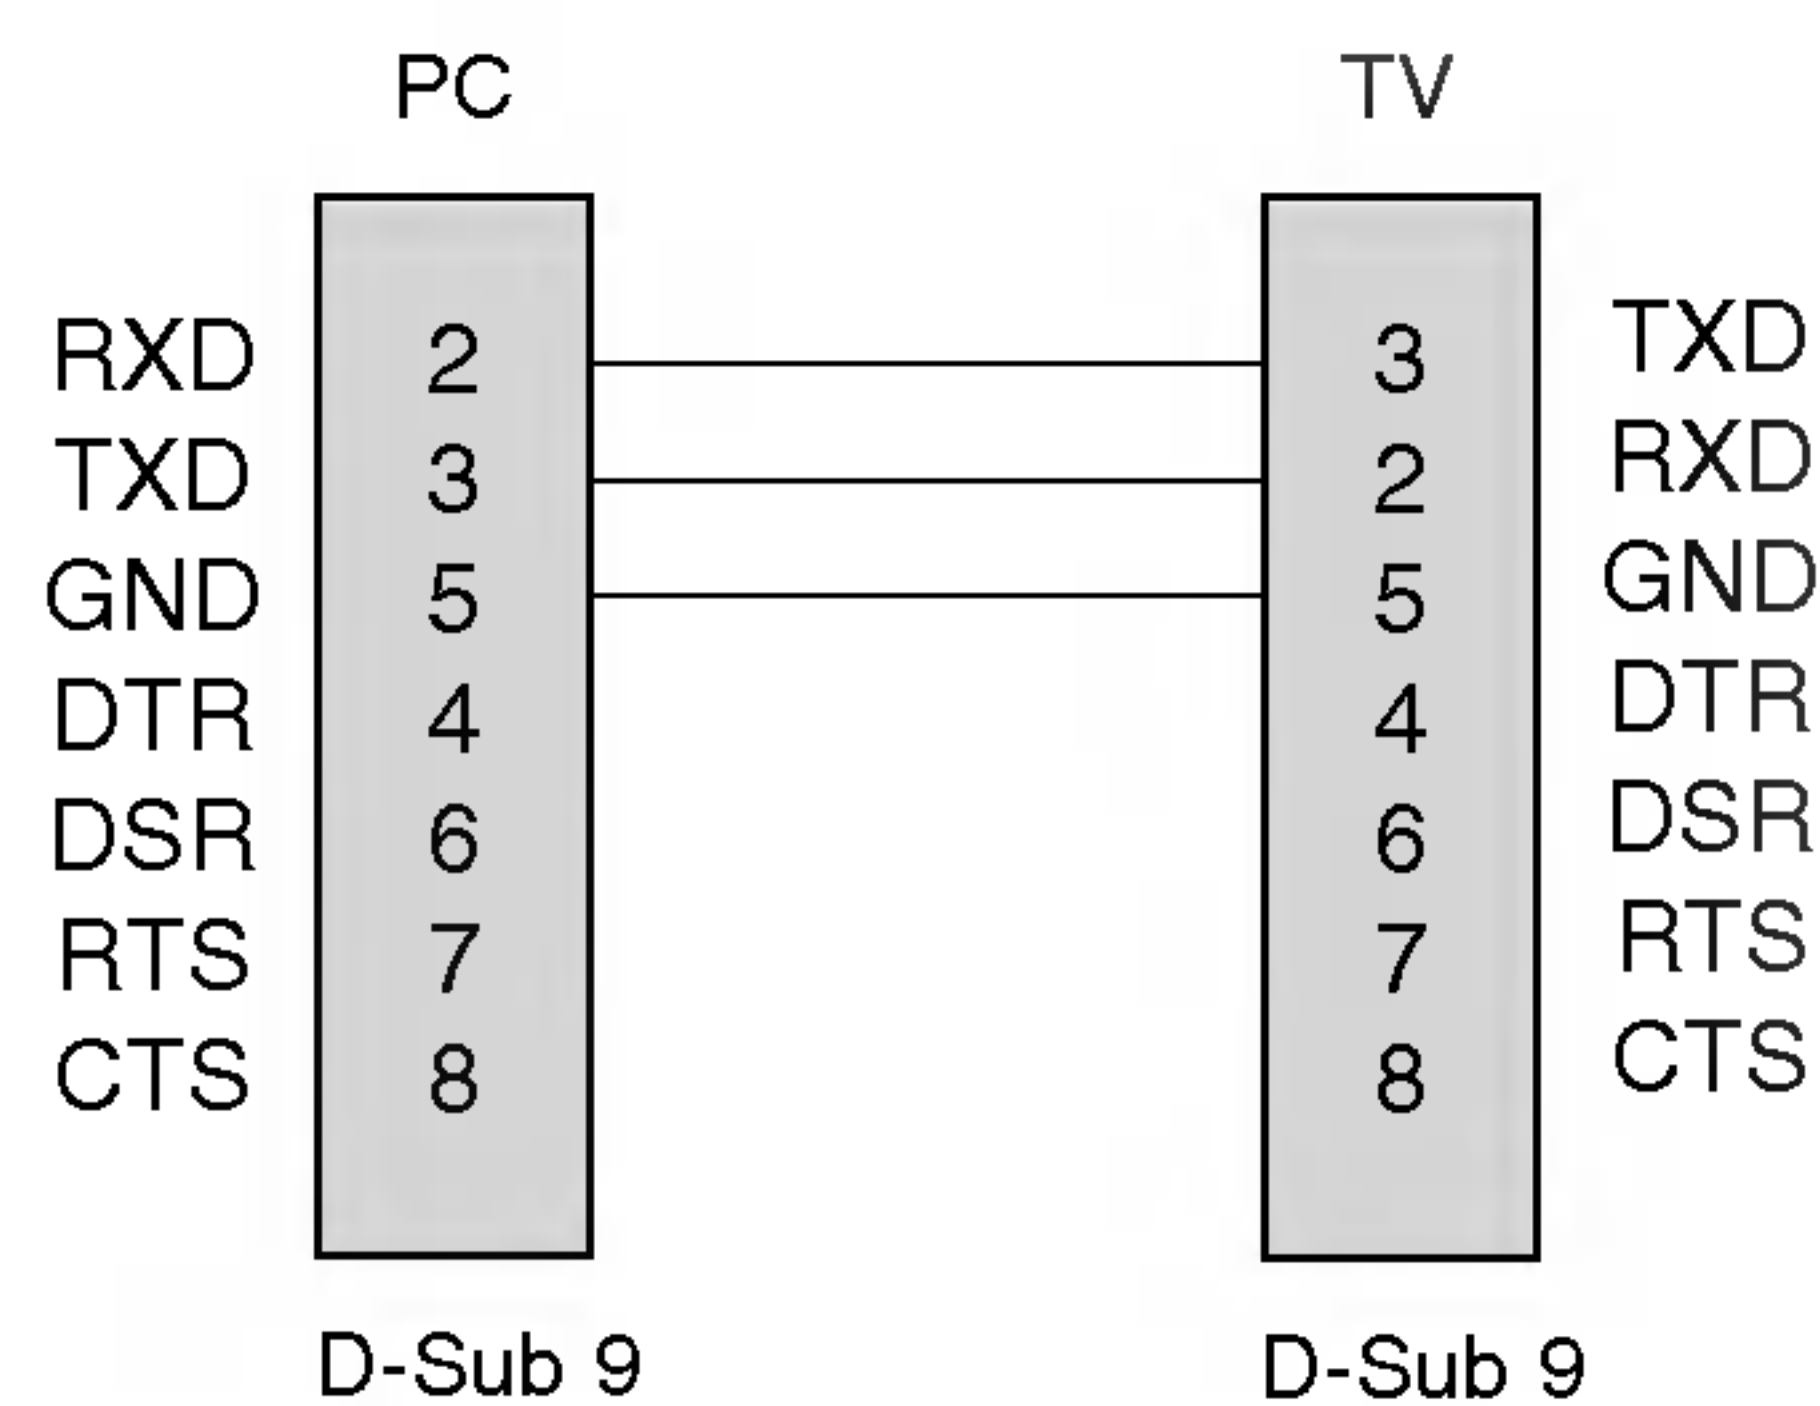 PC TV
RXD 2 3 TXD
TXD 3 2 RXD
GND 5 5 GND
DTR 4 4 DTR
DSR 6 6 DSR
RTS 7 7 RTS
CTS 8 8 CTS
D-Sub 9 D-Sub 9